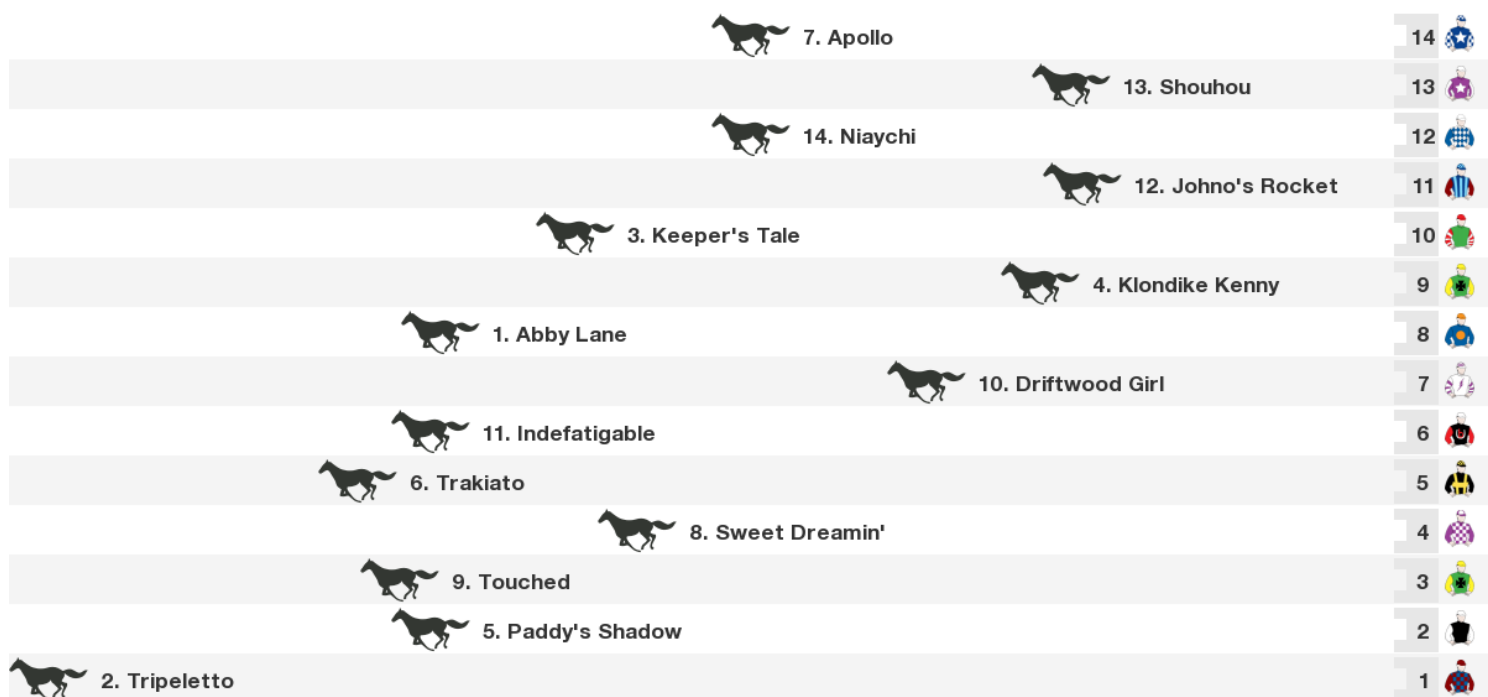 7. Apollo 14
13. Shouhou 13
14. Niaychi 12
12. Johno's Rocket 11
3. Keeper's Tale 10
4. Klondike Kenny 9
1. Abby Lane 8
10. Driftwood Girl 7
11. Indefatigable 6
6. Trakiato 5
8. Sweet Dreamin' 4
9. Touched 3
5. Paddy's Shadow 2
2. Tripeletto 1